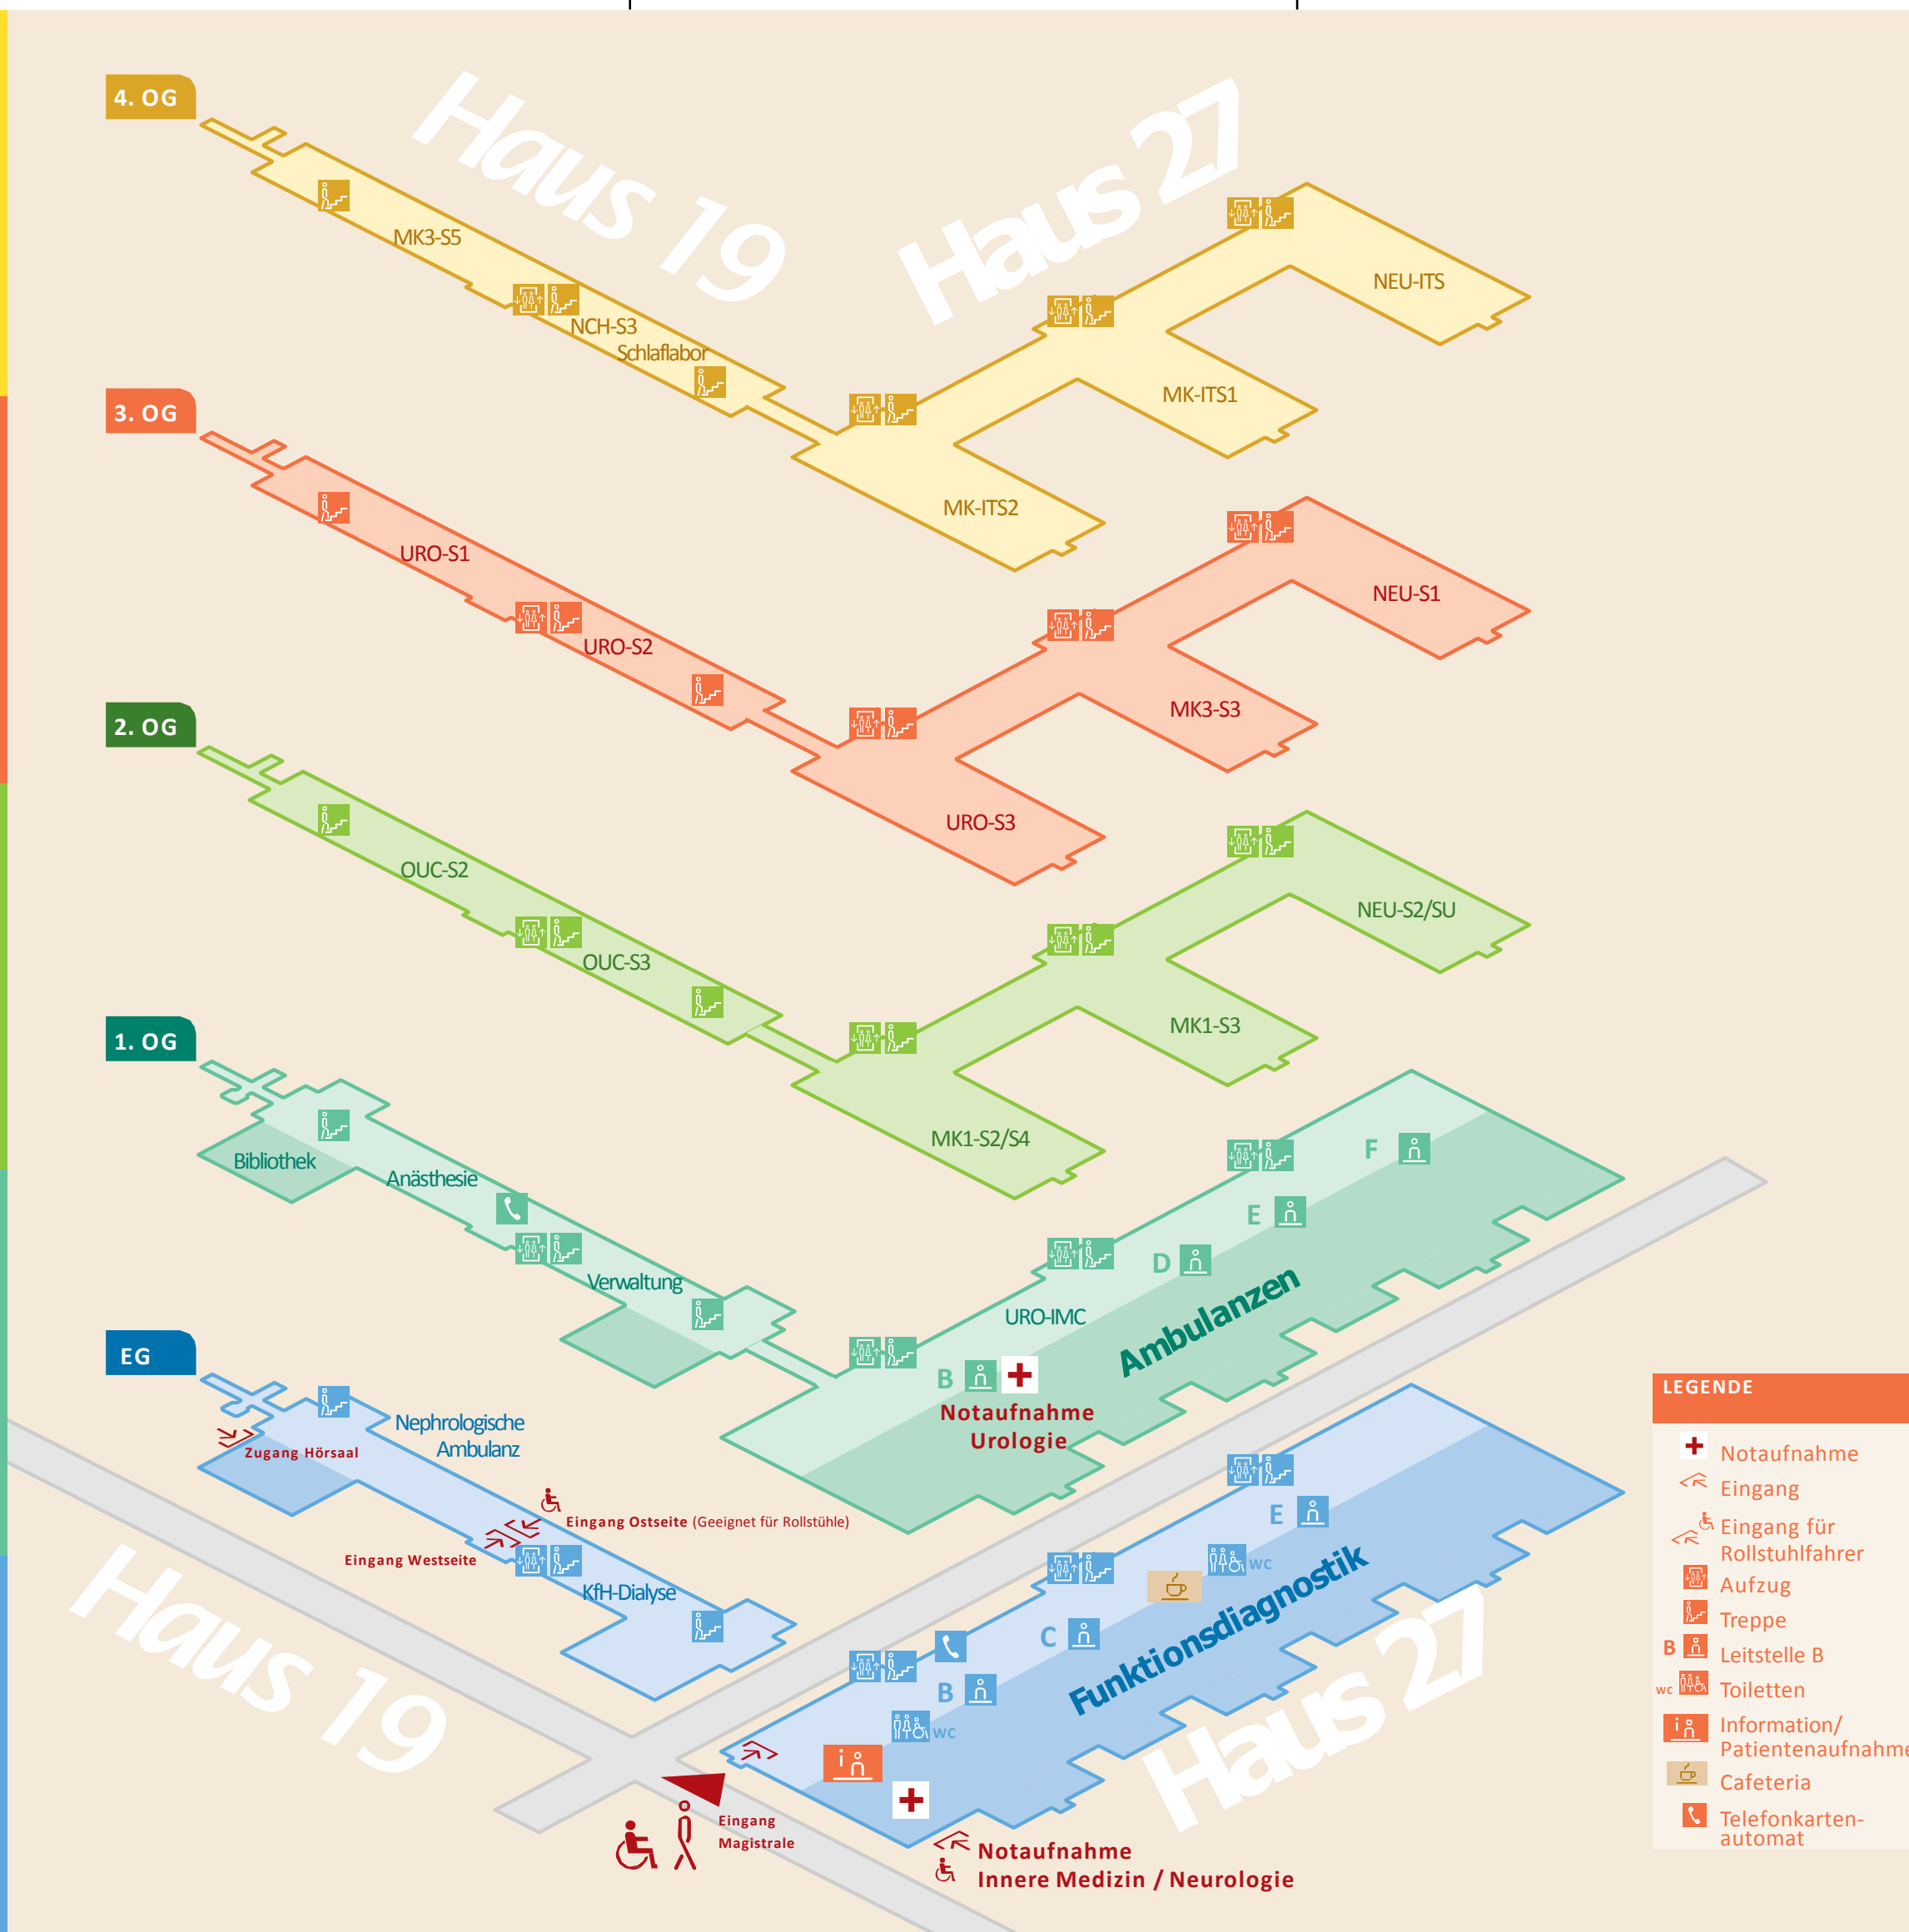 Haus 19
Haus 27
4. OG
MK3-S5
NCH-S3
Schlaflabor
NEU-ITS
MK-ITS1
MK-ITS2
3. OG
URO-S1
URO-S2
NEU-S1
MK3-S3
URO-S3
2. OG
OUC-S2
OUC-S3
NEU-S2/SU
MK1-S3
MK1-S2/S4
1. OG
Bibliothek
Anästhesie
Verwaltung
F
E
D
URO-IMC
Ambulanzen
B
Notaufnahme
Urologie
EG
Nephrologische
Ambulanz
Zugang Hörsaal
Eingang Ostseite (Geeignet für Rollstühle)
Eingang Westseite
KfH-Dialyse
E
WC
C
Funktionsdiagnostik
B
WC
i
Haus 19
Haus 27
Eingang
Magistrale
Notaufnahme
Innere Medizin / Neurologie
LEGENDE
Notaufnahme
Eingang
Eingang für
Rollstuhlfahrer
Aufzug
Treppe
B Leitstelle B
WC Toiletten
i Information/
Patientenaufnahme
Cafeteria
Telefonkarten-
automat